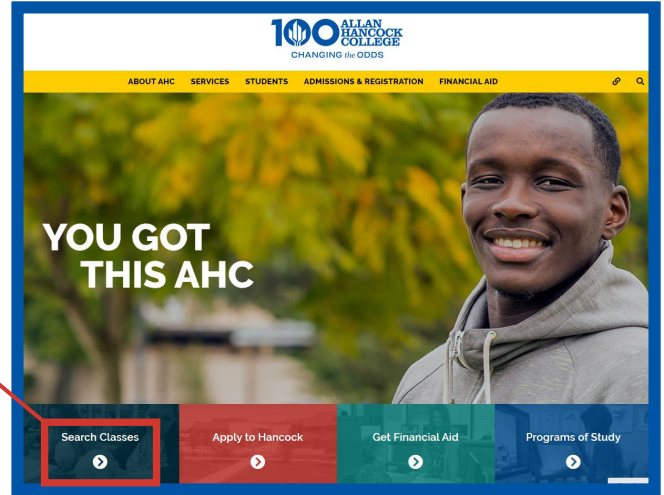 100 ALLAN
HANCOCK
COLLEGE
CHANGING the ODDS
ABOUT AHC SERVICES STUDENTS ADMISSIONS & REGISTRATION FINANCIAL AID
YOU GOT
THIS AHC
Search Classes Apply to Hancock Get Financial Aid Programs of Study